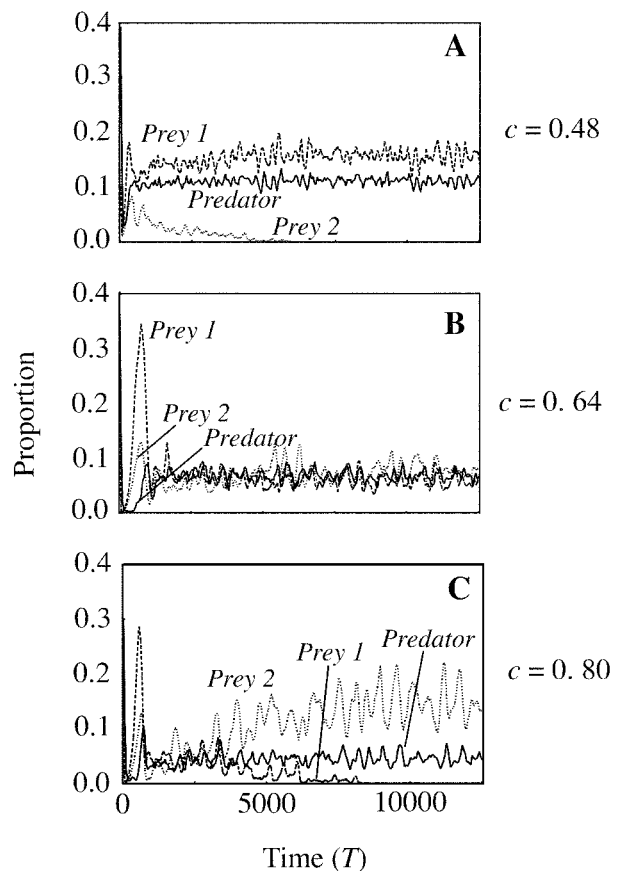 0.4
A
0.3
Prey 1
c = 0.48
0.2
0.1
Predator
Prey 2
0.0
0.4
B
Prey 1
0.3
Prey 2
c = 0. 64
0.2
Predator
0.1
0.0
Proportion
0.4
C
0.3
Predator
Prey 1
Prey 2
c = 0. 80
0.2
0.1
0.0
0 5000 10000
Time (T)